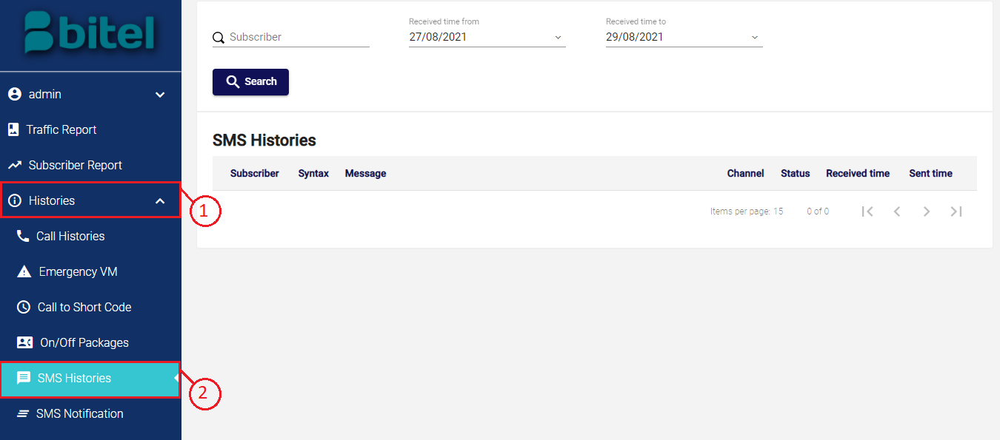 bitel
admin
Traffic Report
Subscriber Report
Histories
1
Call Histories
Emergency VM
Call to Short Code
On/Off Packages
SMS Histories
2
SMS Notification
Received time from
Received time to
Subscriber
27/08/2021
29/08/2021
Search
SMS Histories
Subscriber Syntax Message Channel Status Received time Sent time
Items per page: 15 0 of 0